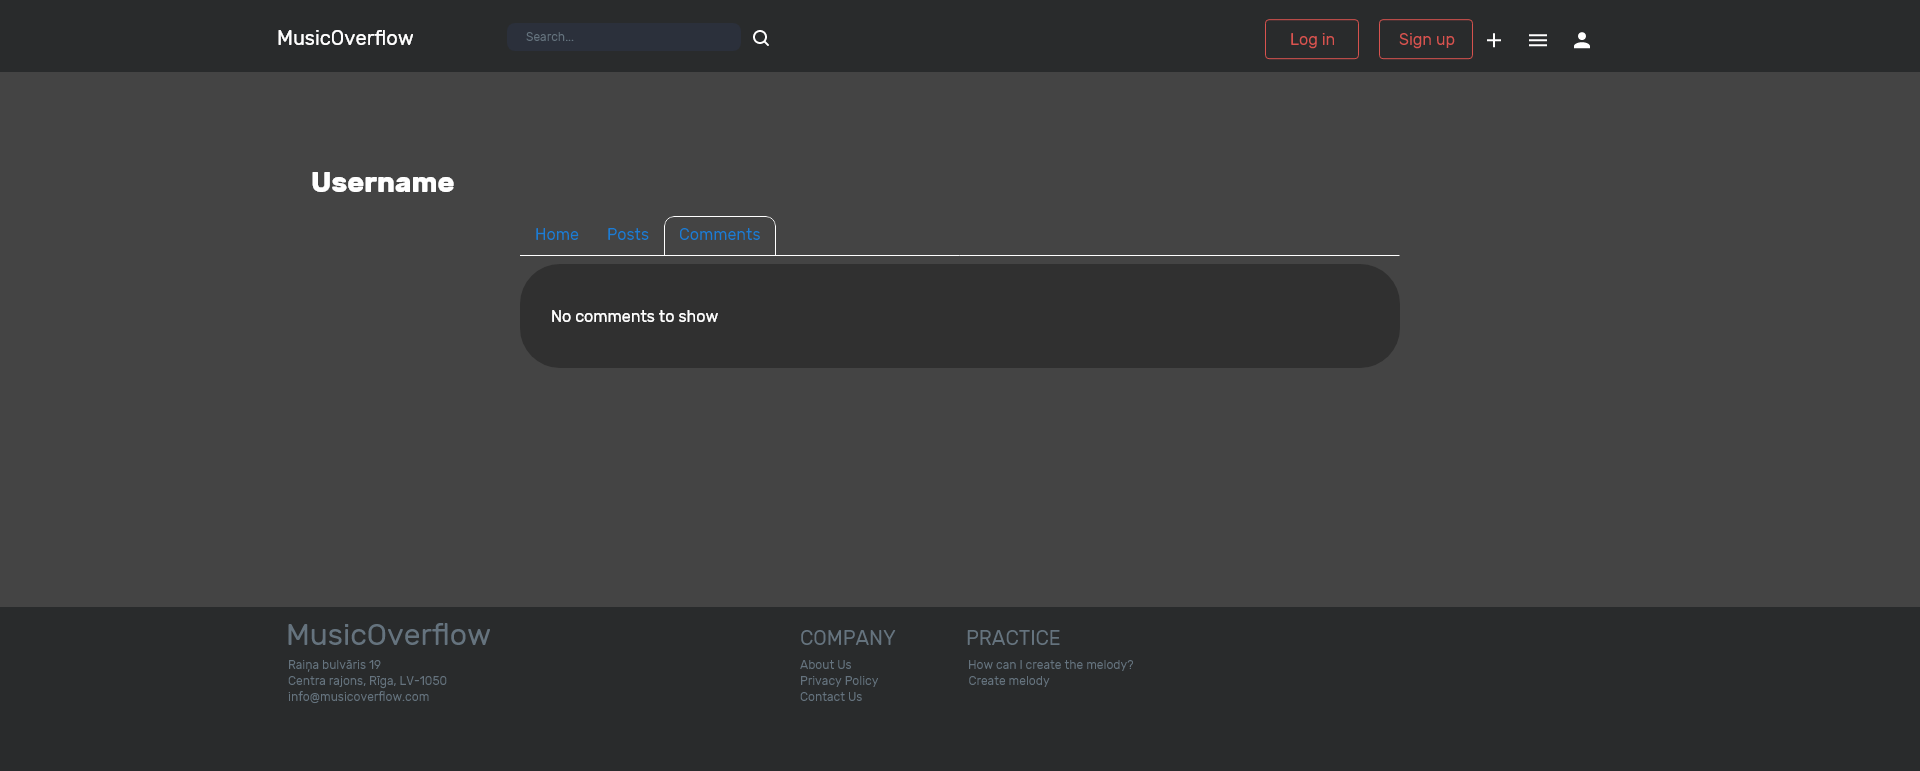 MusicOverflow
Search...
Log in
Sign up
Username
Home
Posts
Comments
No comments to show
MusicOverflow
Raiņa bulvāris 19
Centra rajons, Rīga, LV-1050
info@musicoverflow.com
COMPANY
About Us
Privacy Policy
Contact Us
PRACTICE
How can I create the melody?
Create melody